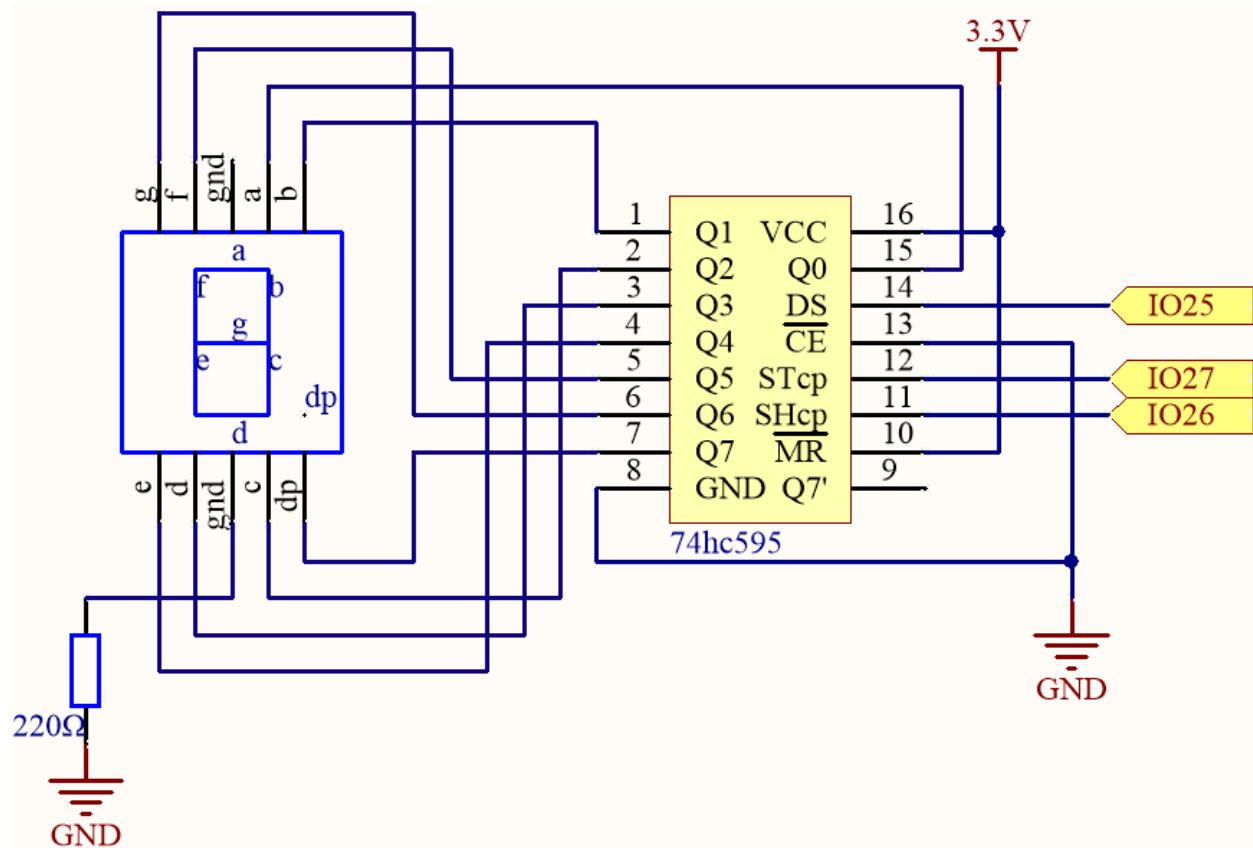 3.3V
g f gnd a b
a
f b
g
e c
dp
d
e d gnd c dp
220Ω
GND
1 Q1 VCC 16
2 Q2 Q0 15
3 Q3 DS 14
4 Q4 CE 13
5 Q5 STcp 12
6 Q6 SHcp 11
7 Q7 MR 10
8 GND Q7' 9
74hc595
IO25
IO27
IO26
GND